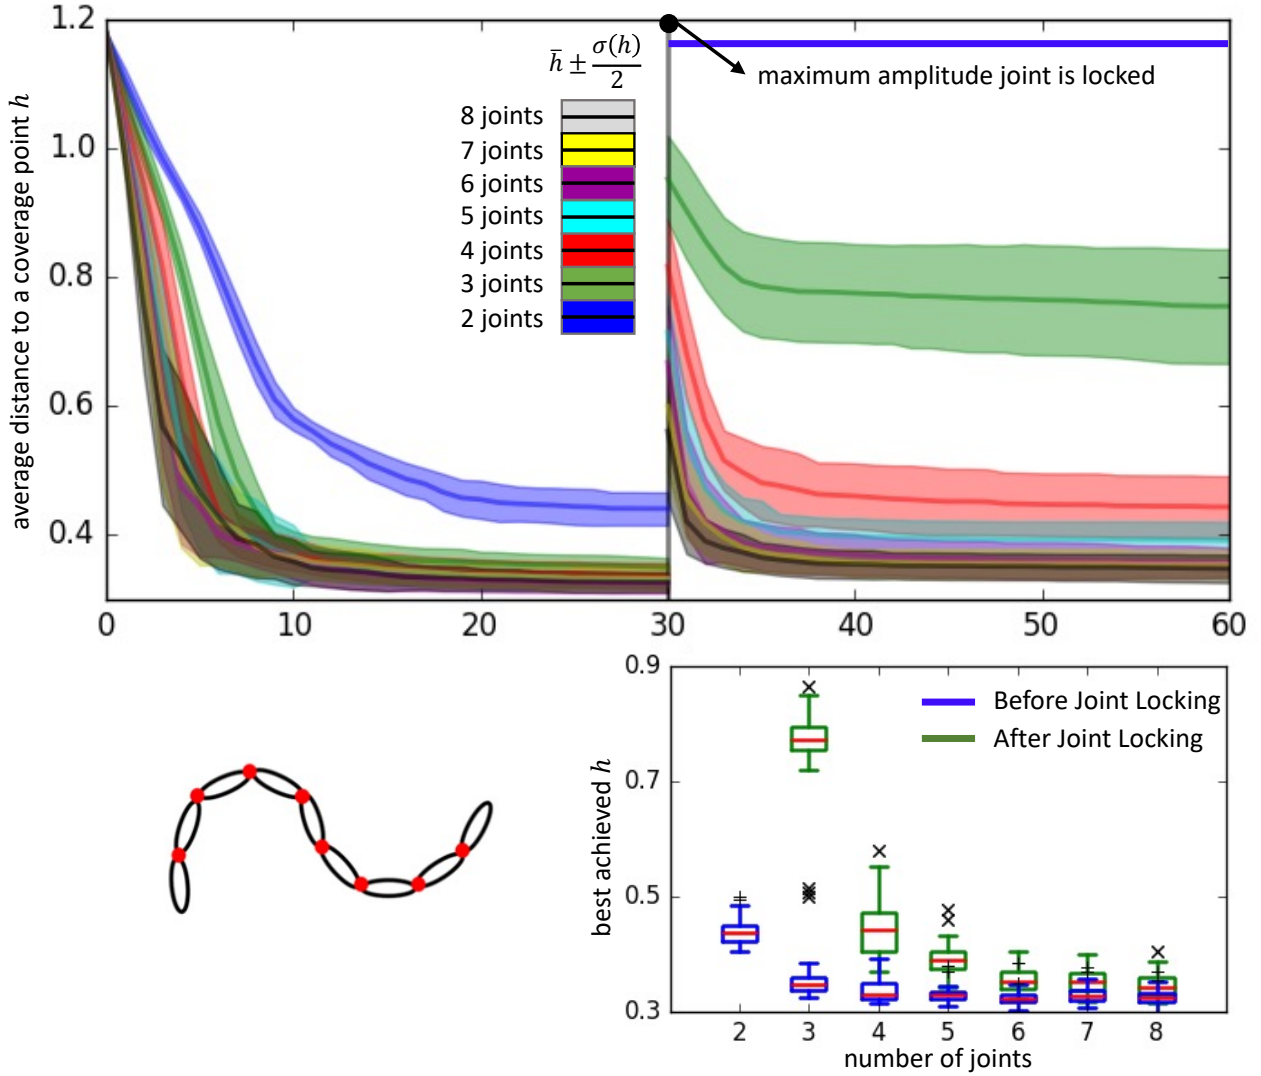 average distance to a coverage point h
1.2
1.0
0.8
0.6
0.4
h̄ ± σ(h)/2
8 joints
7 joints
6 joints
5 joints
4 joints
3 joints
2 joints
maximum amplitude joint is locked
0 10 20 30 40 50 60
best achieved h
0.9
0.7
0.5
0.3
Before Joint Locking
After Joint Locking
2 3 4 5 6 7 8
number of joints